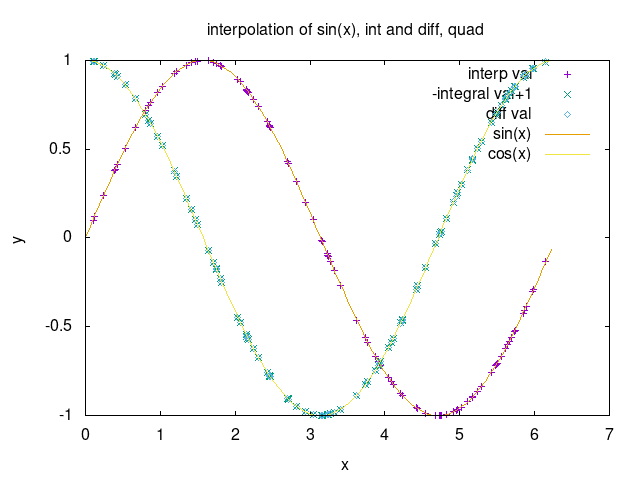 interpolation of sin(x), int and diff, quad
interp val
-integral val+1
diff val
sin(x)
cos(x)
1
0.5
0
-0.5
-1
y
0 1 2 3 4 5 6 7
x